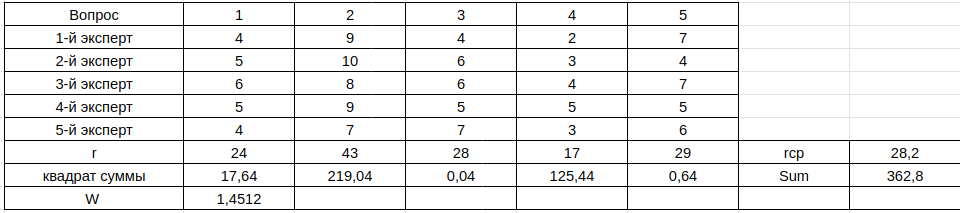 Вопрос 1 2 3 4 5
1-й эксперт 4 9 4 2 7
2-й эксперт 5 10 6 3 4
3-й эксперт 6 8 6 4 7
4-й эксперт 5 9 5 5 5
5-й эксперт 4 7 7 3 6
r 24 43 28 17 29 rср 28,2
квадрат суммы 17,64 219,04 0,04 125,44 0,64 Sum 362,8
W 1,4512